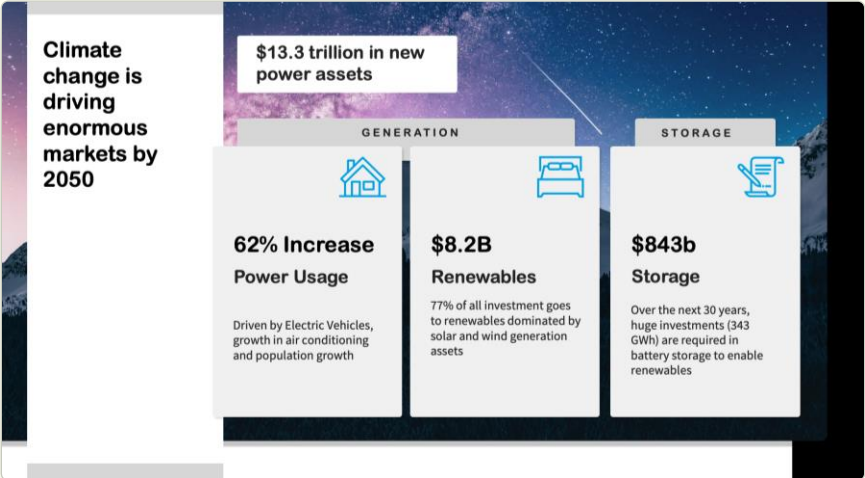 Climate
change is
driving
enormous
markets by
2050
$13.3 trillion in new
power assets
GENERATION
STORAGE
62% Increase
Power Usage
Driven by Electric Vehicles,
growth in air conditioning
and population growth
$8.2B
Renewables
77% of all investment goes
to renewables dominated by
solar and wind generation
assets
$843b
Storage
Over the next 30 years,
huge investments (343
GWh) are required in
battery storage to enable
renewables